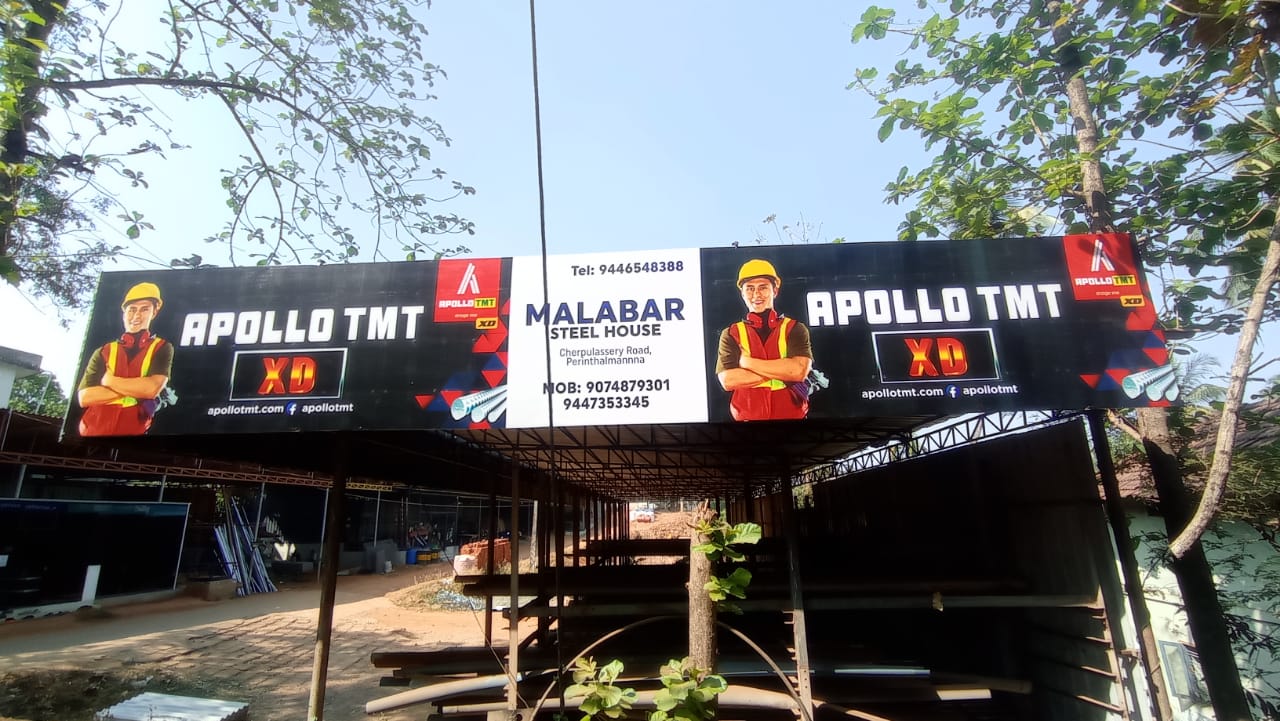 APOLLO TMT
XD
apollotmt.com f apollotmt
APOLLO TMT
XD
Tel: 9446548388
MALABAR
STEEL HOUSE
Cherpulassery Road,
Perinthalmannna
MOB: 9074879301
9447353345
APOLLO TMT
XD
apollotmt.com f apollotmt
APOLLO TMT
XD